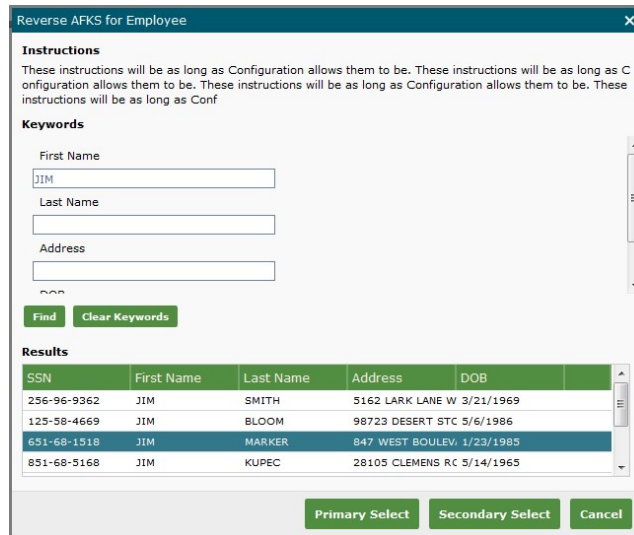 Reverse AFKS for Employee
Instructions
These instructions will be as long as Configuration allows them to be. These instructions will be as long as C
onfiguration allows them to be. These instructions will be as long as Configuration allows them to be. These
instructions will be as long as Conf
Keywords
First Name
JIM
Last Name
Address
DOB
Find Clear Keywords
Results
SSN First Name Last Name Address DOB
256-96-9362 JIM SMITH 5162 LARK LANE W 3/21/1969
125-58-4669 JIM BLOOM 98723 DESERT STC 5/6/1986
651-68-1518 JIM MARKER 847 WEST BOULEV 1/23/1985
851-68-5168 JIM KUPEC 28105 CLEMENS RC 5/14/1965
Primary Select Secondary Select Cancel